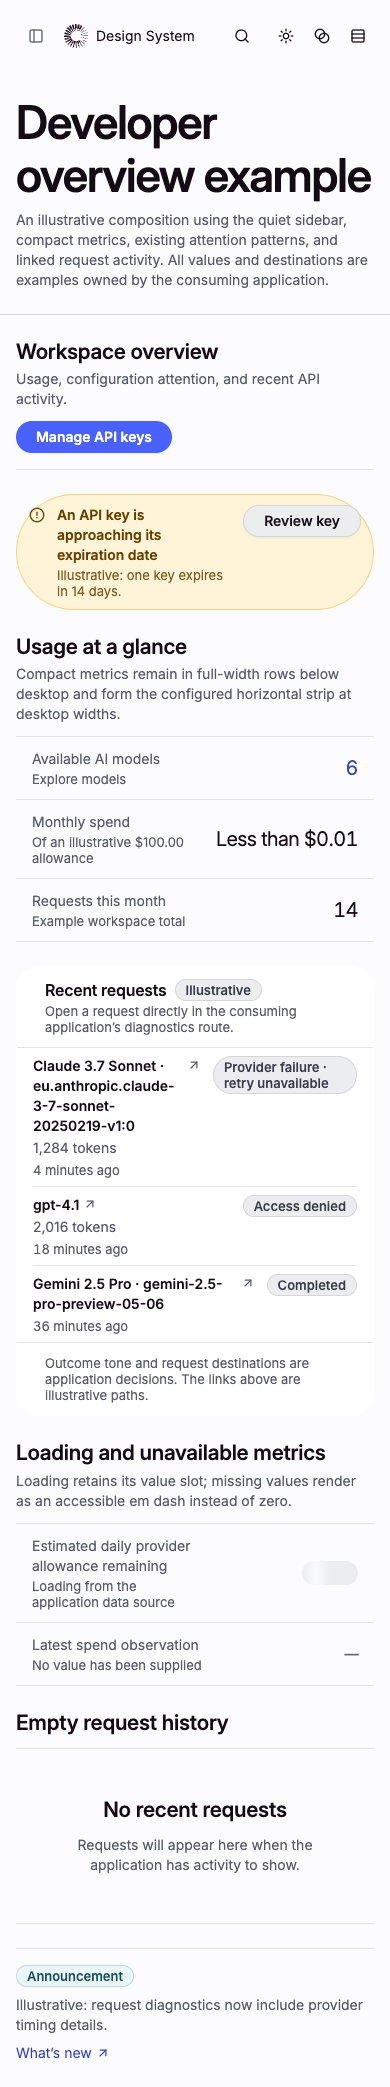 Design System
Developer
overview example
An illustrative composition using the quiet sidebar,
compact metrics, existing attention patterns, and
linked request activity. All values and destinations are
examples owned by the consuming application.
Workspace overview
Usage, configuration attention, and recent API
activity.
Manage API keys
An API key is
approaching its
expiration date
Illustrative: one key expires
in 14 days.
Review key
Usage at a glance
Compact metrics remain in full-width rows below
desktop and form the configured horizontal strip at
desktop widths.
Available AI models
Explore models
6
Monthly spend
Of an illustrative $100.00
allowance
Less than $0.01
Requests this month
Example workspace total
14
Recent requests
Illustrative
Open a request directly in the consuming
application’s diagnostics route.
Claude 3.7 Sonnet ·
eu.anthropic.claude-
3-7-sonnet-
20250219-v1:0
1,284 tokens
4 minutes ago
Provider failure ·
retry unavailable
gpt-4.1
2,016 tokens
18 minutes ago
Access denied
Gemini 2.5 Pro · gemini-2.5-
pro-preview-05-06
36 minutes ago
Completed
Outcome tone and request destinations are
application decisions. The links above are
illustrative paths.
Loading and unavailable metrics
Loading retains its value slot; missing values render
as an accessible em dash instead of zero.
Estimated daily provider
allowance remaining
Loading from the
application data source
Latest spend observation
No value has been supplied
—
Empty request history
No recent requests
Requests will appear here when the
application has activity to show.
Announcement
Illustrative: request diagnostics now include provider
timing details.
What’s new